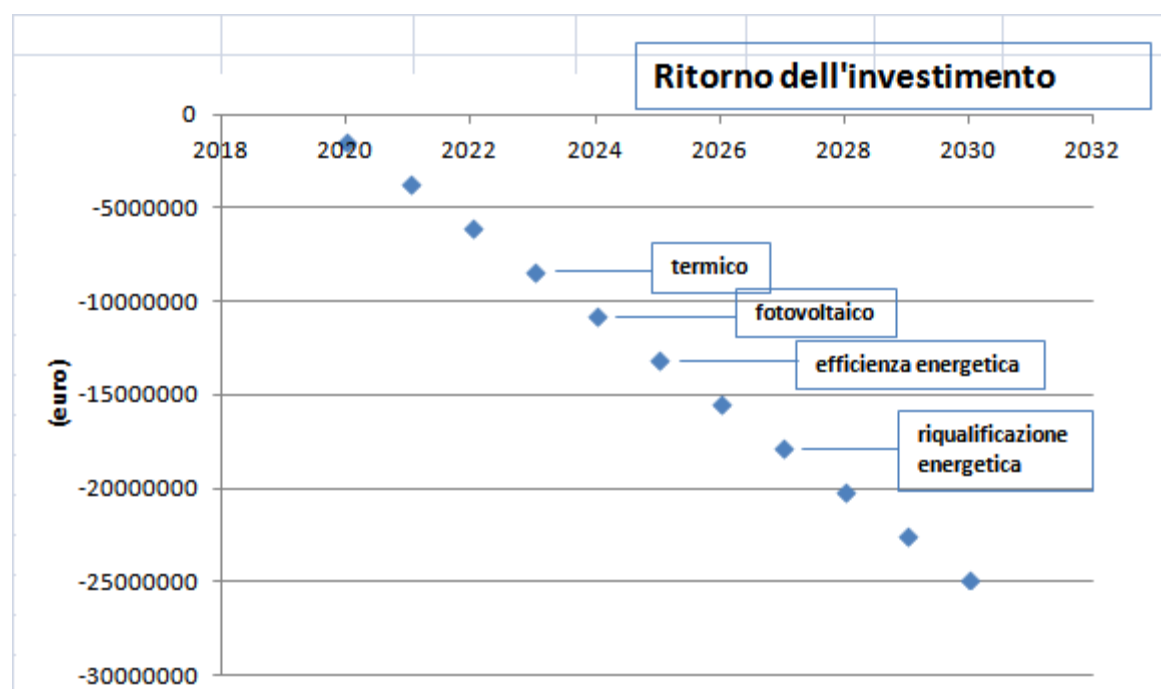 Ritorno dell'investimento
0
2018 2020 2022 2024 2026 2028 2030 2032
-5000000
termico
-10000000
fotovoltaico
efficienza energetica
(euro)
-15000000
riqualificazione
energetica
-20000000
-25000000
-30000000